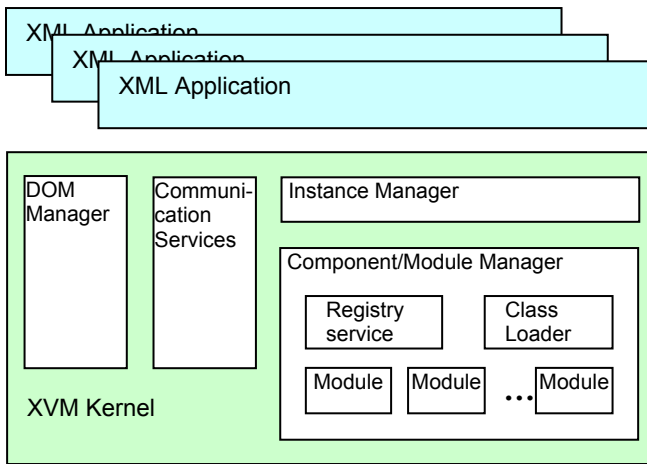 XML Application
XML Application
XML Application
DOM
Manager
Communi-
cation
Services
Instance Manager
Component/Module Manager
Registry
service
Class
Loader
Module
Module
...
Module
XVM Kernel